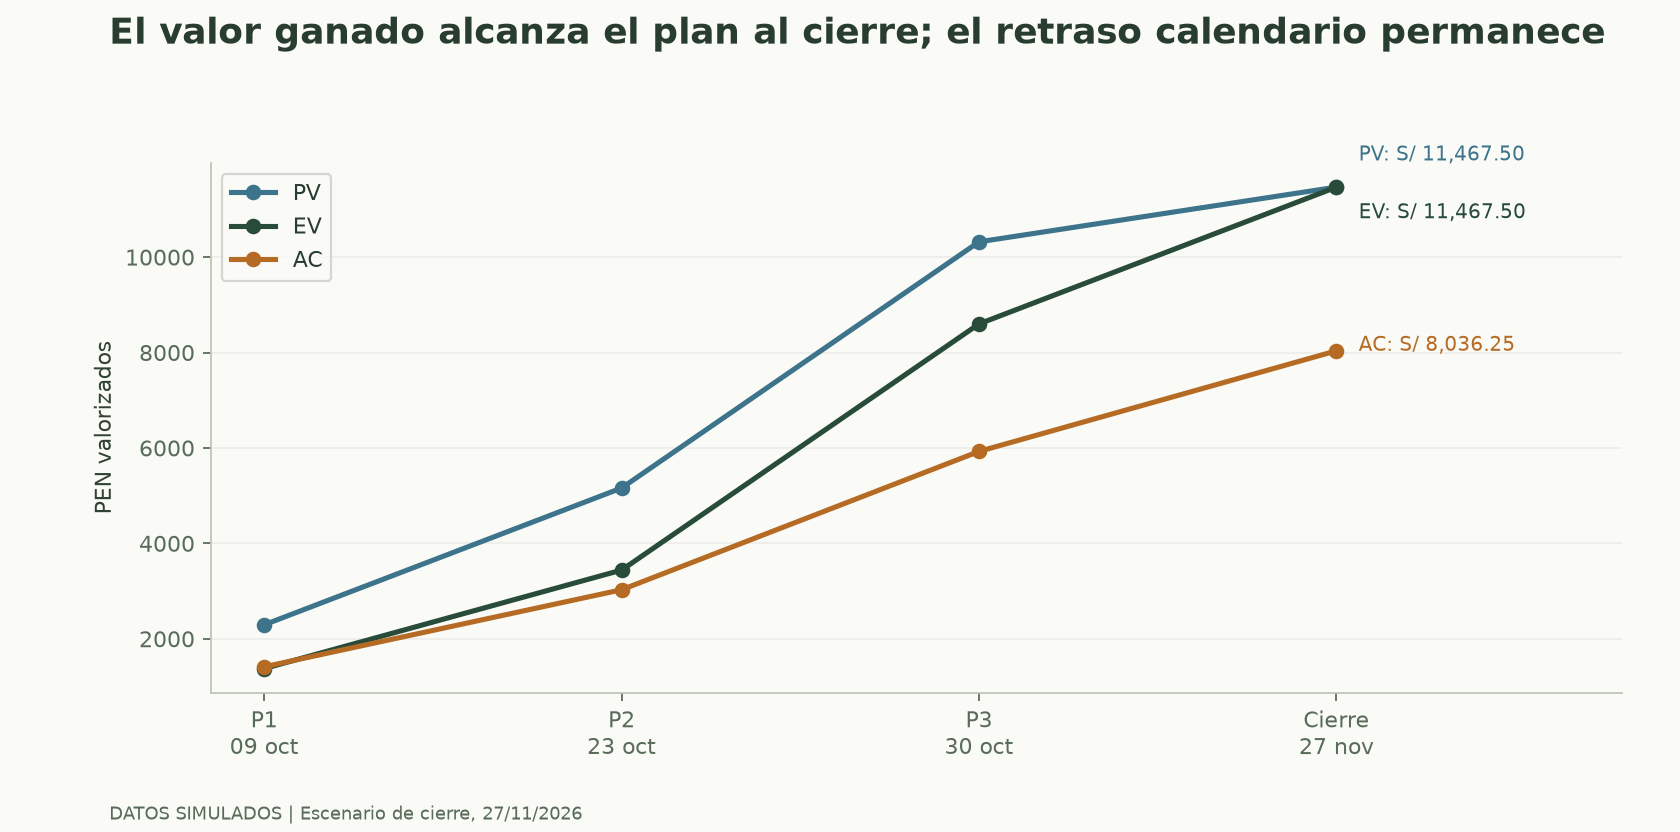 El valor ganado alcanza el plan al cierre; el retraso calendario permanece
PV: S/ 11,467.50
EV: S/ 11,467.50
AC: S/ 8,036.25
PV
EV
AC
PEN valorizados
10000
8000
6000
4000
2000
P1
09 oct
P2
23 oct
P3
30 oct
Cierre
27 nov
DATOS SIMULADOS | Escenario de cierre, 27/11/2026